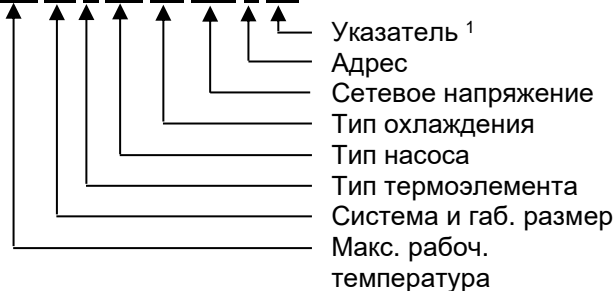 Указатель ¹
Адрес
Сетевое напряжение
Тип охлаждения
Тип насоса
Тип термоэлемента
Система и габ. размер
Макс. рабоч.
температура